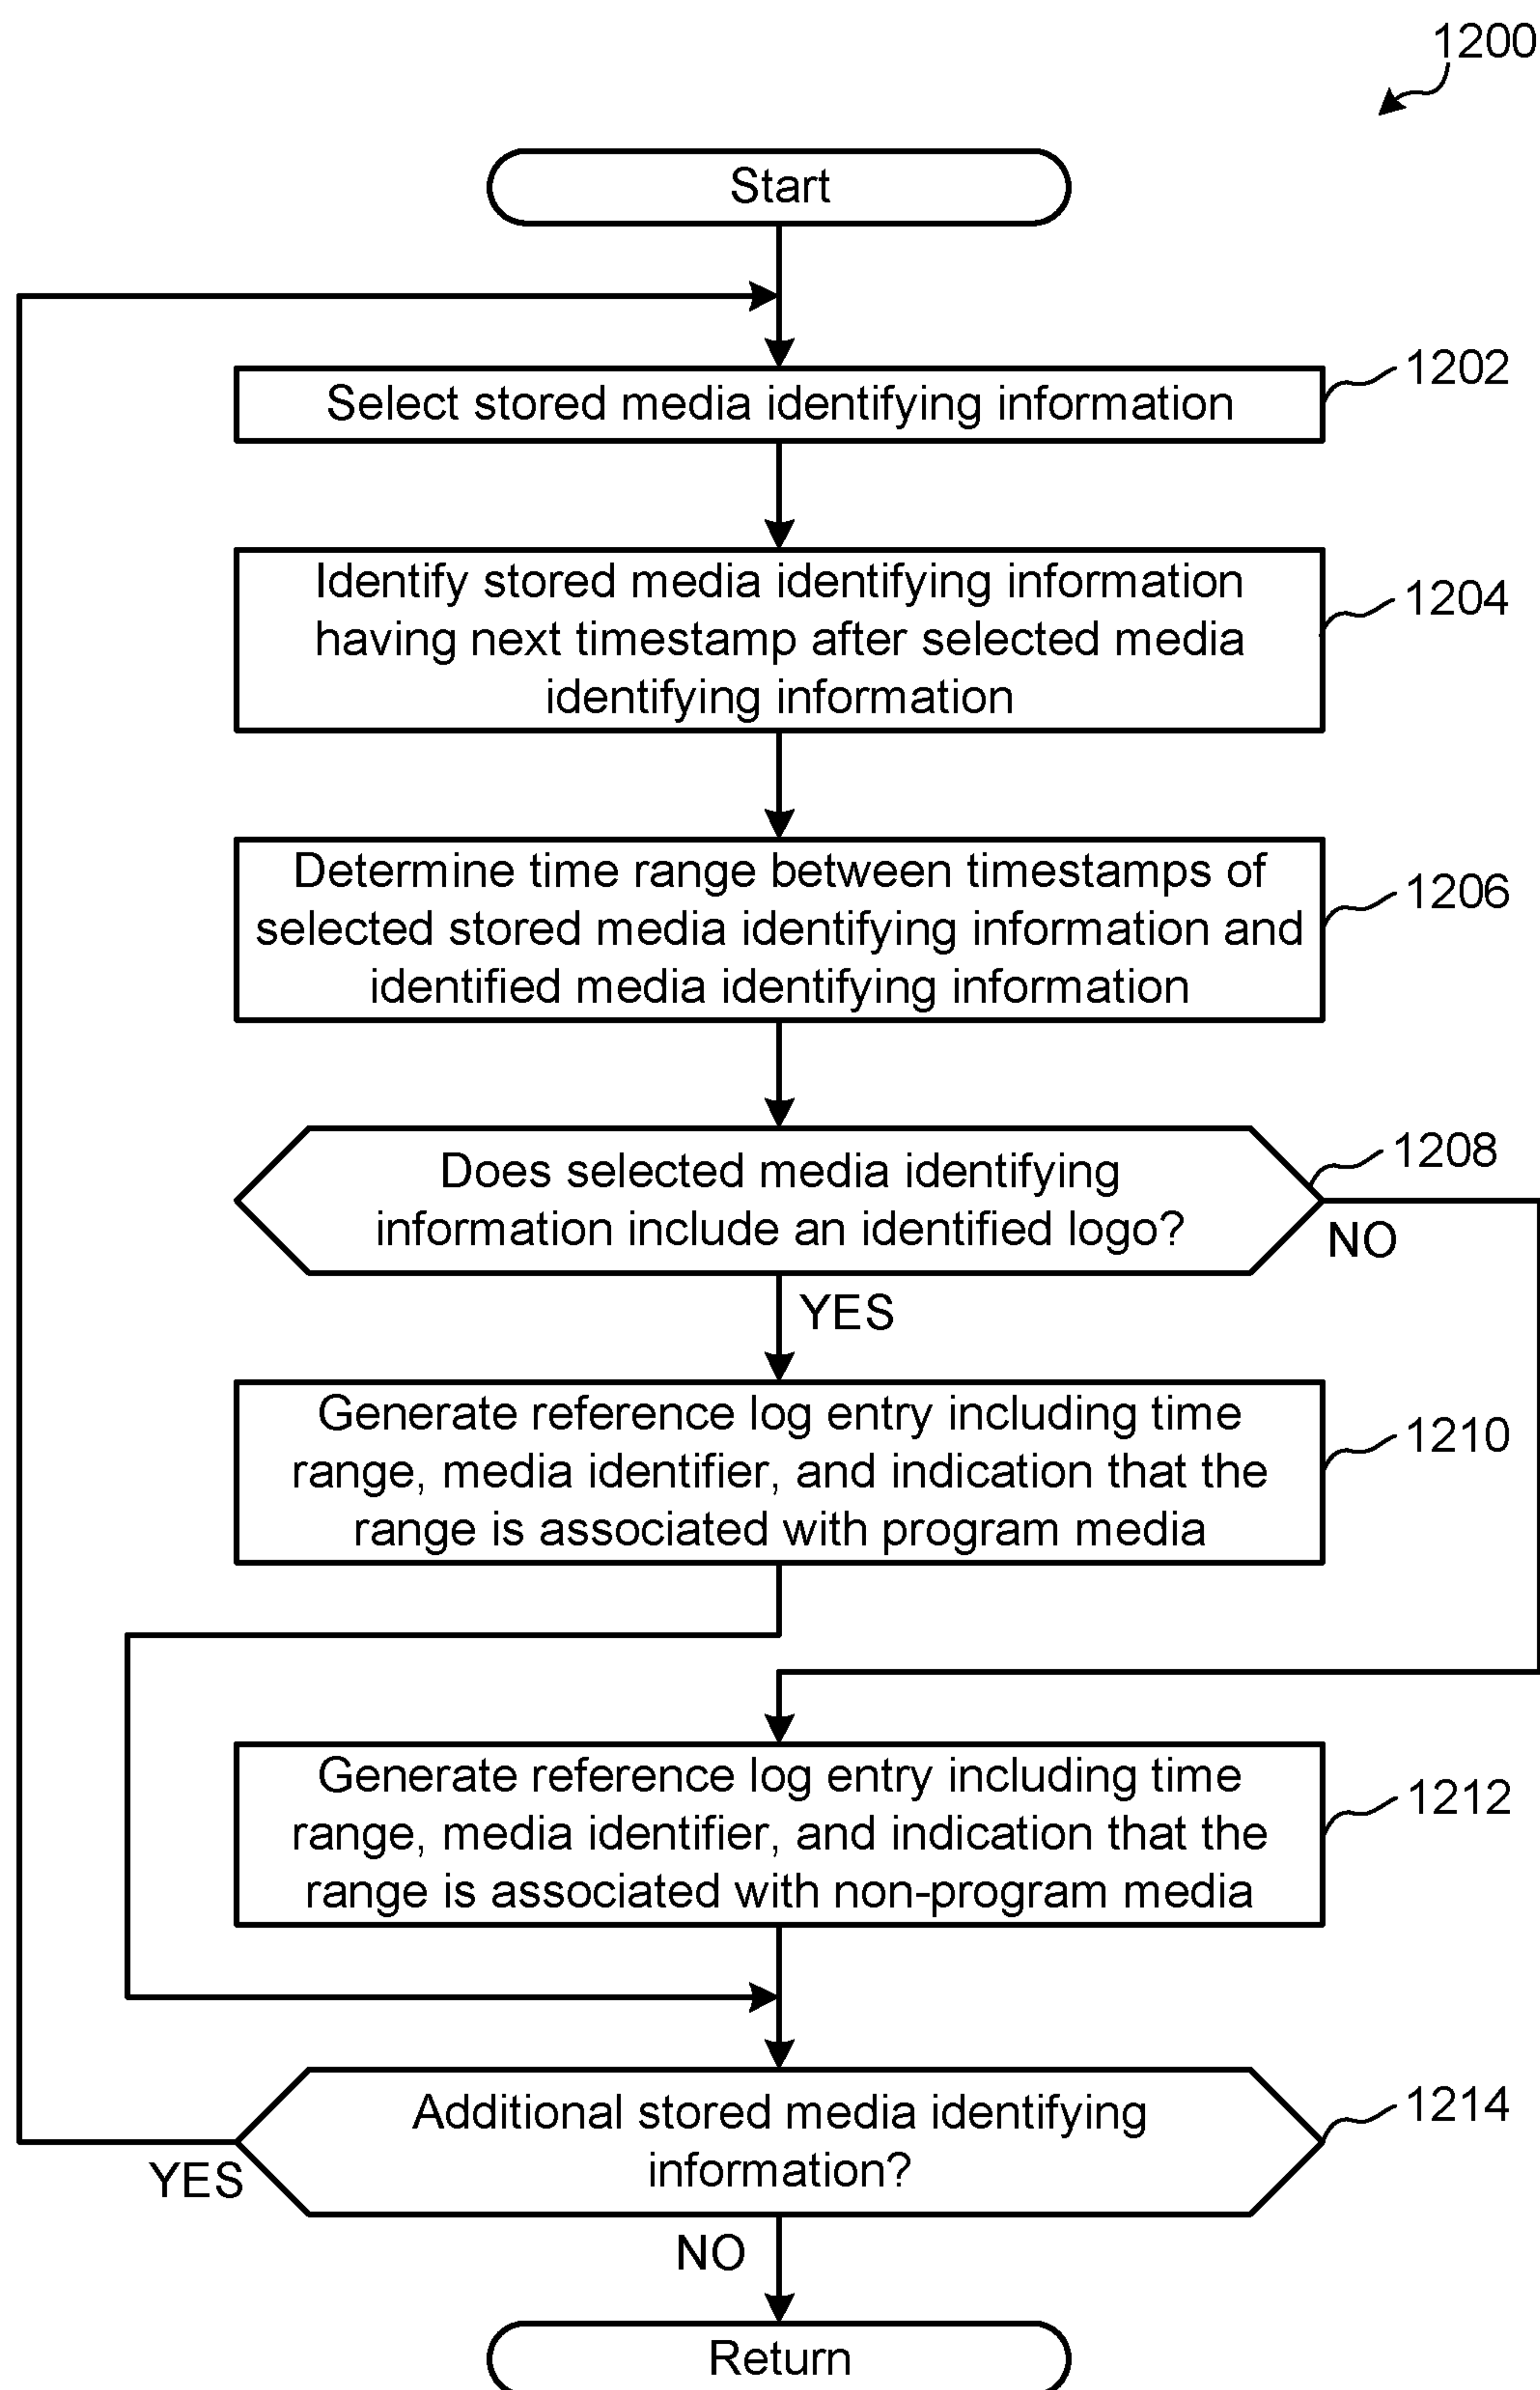 1200
Start
Select stored media identifying information
1202
Identify stored media identifying information
having next timestamp after selected media
identifying information
1204
Determine time range between timestamps of
selected stored media identifying information and
identified media identifying information
1206
Does selected media identifying
information include an identified logo?
1208
NO
YES
Generate reference log entry including time
range, media identifier, and indication that the
range is associated with program media
1210
Generate reference log entry including time
range, media identifier, and indication that the
range is associated with non-program media
1212
Additional stored media identifying
information?
1214
YES
NO
Return